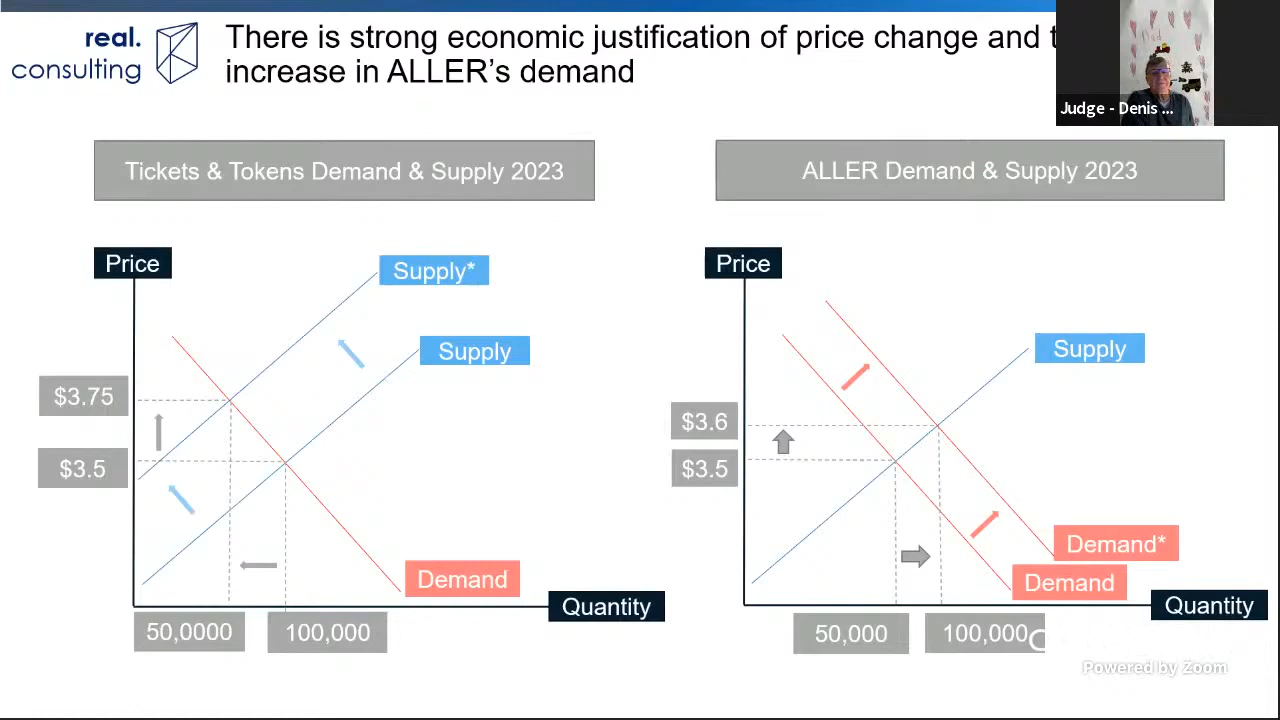 real.
consulting
There is strong economic justification of price change and
increase in ALLER's demand
Judge - Denis ...
Tickets & Tokens Demand & Supply 2023
ALLER Demand & Supply 2023
Price
Supply*
Supply
$3.75
$3.5
Demand
Quantity
50,0000
100,000
Price
Supply
$3.6
$3.5
Demand*
Demand
Quantity
50,000
100,000
Powered by Zoom